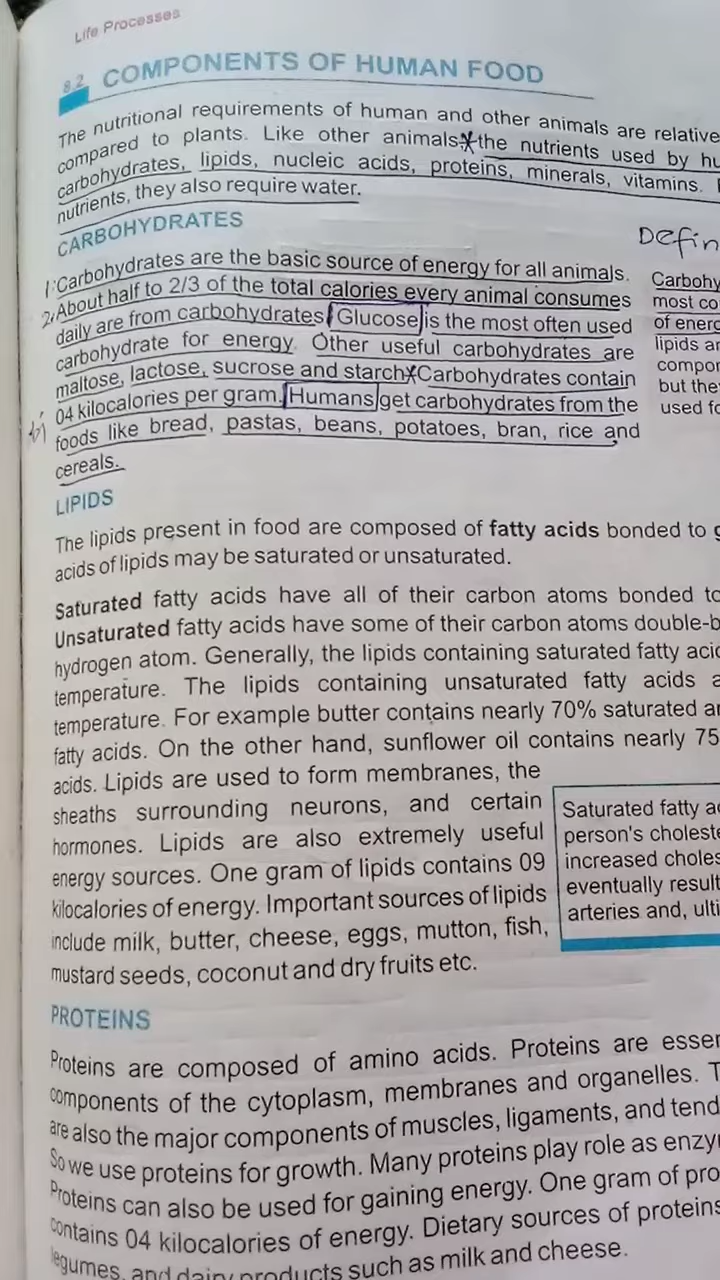 Life Processes
8.2 COMPONENTS OF HUMAN FOOD
The nutritional requirements of human and other animals are relative
compared to plants. Like other animals, the nutrients used by hu
carbohydrates, lipids, nucleic acids, proteins, minerals, vitamins.
nutrients, they also require water.
CARBOHYDRATES
Defin
1. Carbohydrates are the basic source of energy for all animals.
2. About half to 2/3 of the total calories every animal consumes
daily are from carbohydrates. Glucose is the most often used
carbohydrate for energy. Other useful carbohydrates are
maltose, lactose, sucrose and starch. Carbohydrates contain
04 kilocalories per gram. Humans get carbohydrates from the
foods like bread, pastas, beans, potatoes, bran, rice and
cereals.
Carbohy
most co
of energ
lipids ar
compor
but the
used fo
LIPIDS
The lipids present in food are composed of fatty acids bonded to g
acids of lipids may be saturated or unsaturated.
Saturated fatty acids have all of their carbon atoms bonded to
Unsaturated fatty acids have some of their carbon atoms double-b
hydrogen atom. Generally, the lipids containing saturated fatty acid
temperature. The lipids containing unsaturated fatty acids a
temperature. For example butter contains nearly 70% saturated an
fatty acids. On the other hand, sunflower oil contains nearly 75
acids. Lipids are used to form membranes, the
sheaths surrounding neurons, and certain
hormones. Lipids are also extremely useful
energy sources. One gram of lipids contains 09
kilocalories of energy. Important sources of lipids
include milk, butter, cheese, eggs, mutton, fish,
mustard seeds, coconut and dry fruits etc.
Saturated fatty ac
person's choleste
increased choles
eventually result
arteries and, ulti
PROTEINS
Proteins are composed of amino acids. Proteins are essen
components of the cytoplasm, membranes and organelles. T
are also the major components of muscles, ligaments, and tend
So we use proteins for growth. Many proteins play role as enzy
Proteins can also be used for gaining energy. One gram of pro
contains 04 kilocalories of energy. Dietary sources of proteins
legumes, and dairy products such as milk and cheese.